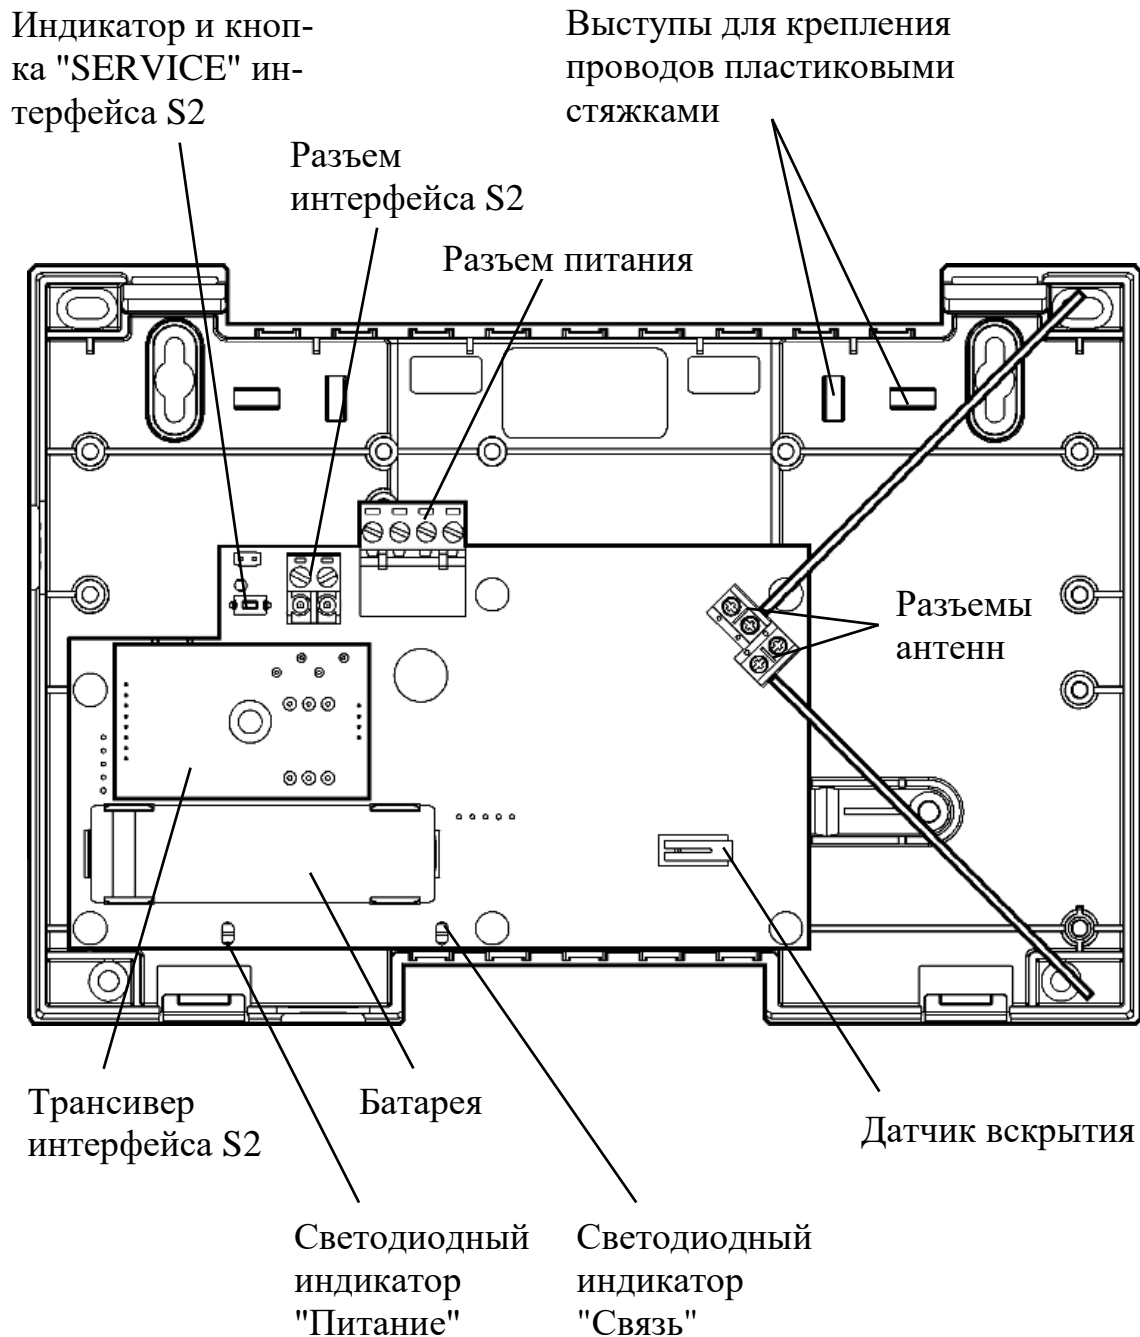 Индикатор и кноп-
ка "SERVICE" ин-
терфейса S2
Выступы для крепления
проводов пластиковыми
стяжками
Разъем
интерфейса S2
Разъем питания
Разъемы
антенн
Трансивер
интерфейса S2
Батарея
Датчик вскрытия
Светодиодный
индикатор
"Питание"
Светодиодный
индикатор
"Связь"